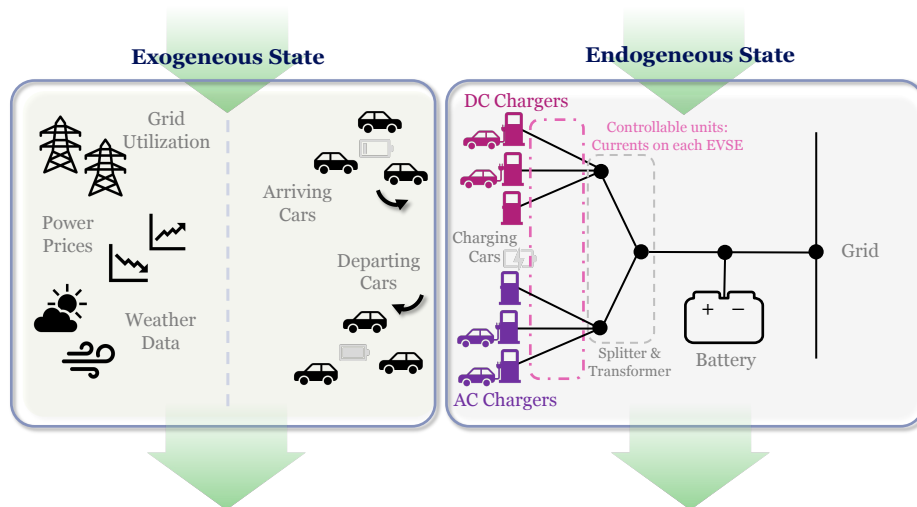 Exogeneous State
Grid
Utilization
Power
Prices
Weather
Data
Arriving
Cars
Departing
Cars
Endogeneous State
DC Chargers
Controllable units:
Currents on each EVSE
Charging
Cars
AC Chargers
Splitter &
Transformer
+ −
Battery
Grid